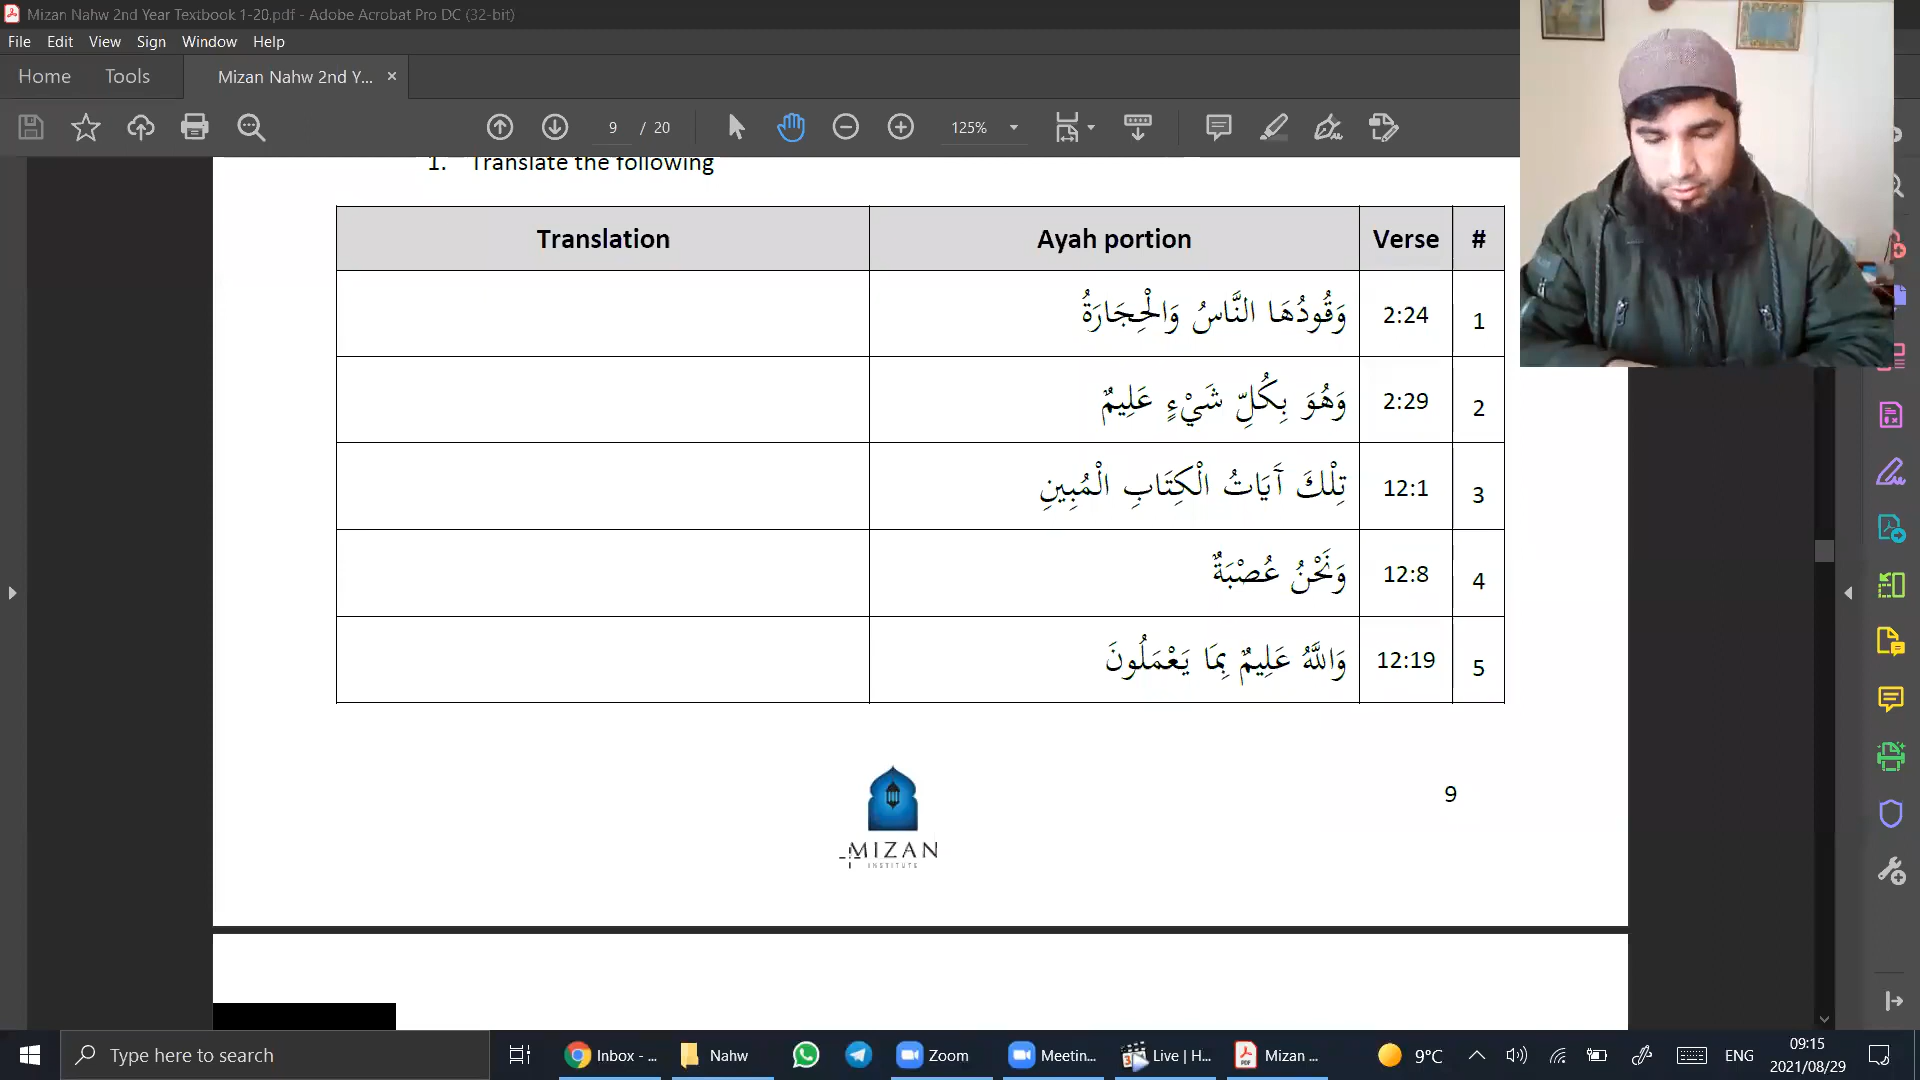 Mizan Nahw 2nd Year Textbook 1-20.pdf - Adobe Acrobat Pro DC (32-bit)
File Edit View Sign Window Help
Home Tools Mizan Nahw 2nd Y... ×
9 / 20 125%
1. Translate the following
Translation Ayah portion Verse #
وَقُودُهَا النَّاسُ وَالْحِجَارَةُ 2:24 1
وَهُوَ بِكُلِّ شَيْءٍ عَلِيمٌ 2:29 2
تِلْكَ آَيَاتُ الْكِتَابِ الْمُبِينِ 12:1 3
وَنَحْنُ عُصْبَةٌ 12:8 4
وَاللَّهُ عَلِيمٌ بِمَا يَعْمَلُونَ 12:19 5
9
MIZAN
INSTITUTE
Type here to search Inbox - ... Nahw Zoom Meetin... Live | H... Mizan ... 9°C ENG 09:15
2021/08/29